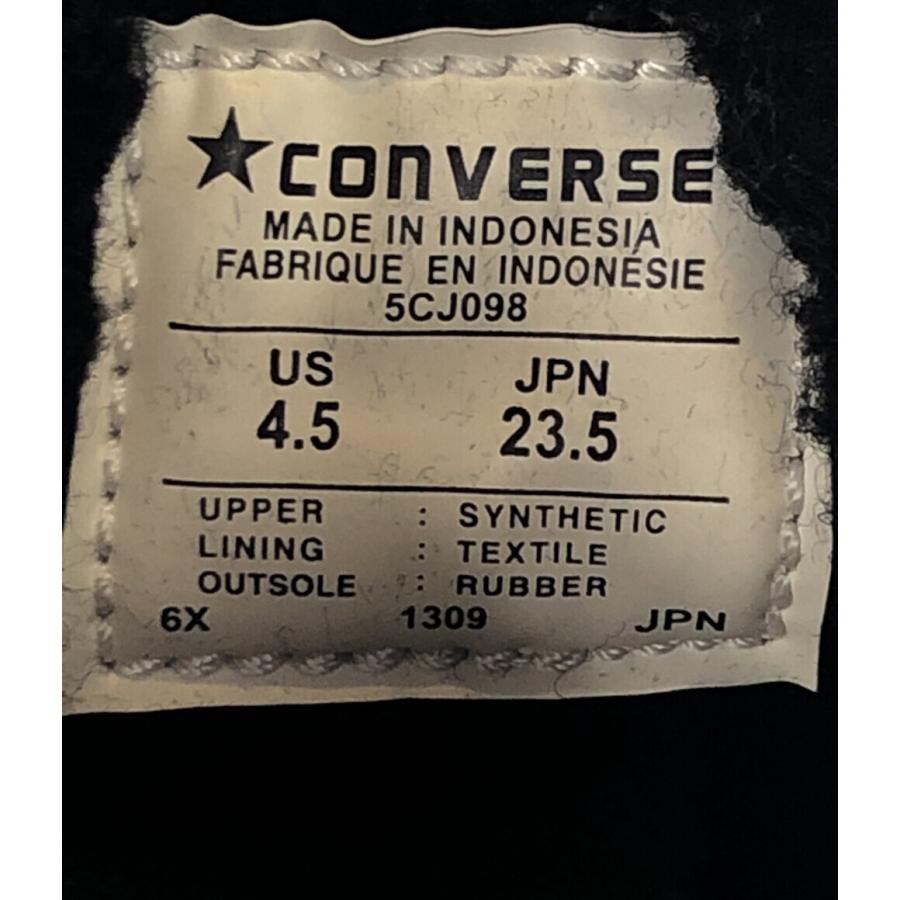 ★CONVERSE
MADE IN INDONESIA
FABRIQUE EN INDONÉSIE
5CJ098
US JPN
4.5 23.5
UPPER : SYNTHETIC
LINING : TEXTILE
OUTSOLE : RUBBER
6X 1309 JPN